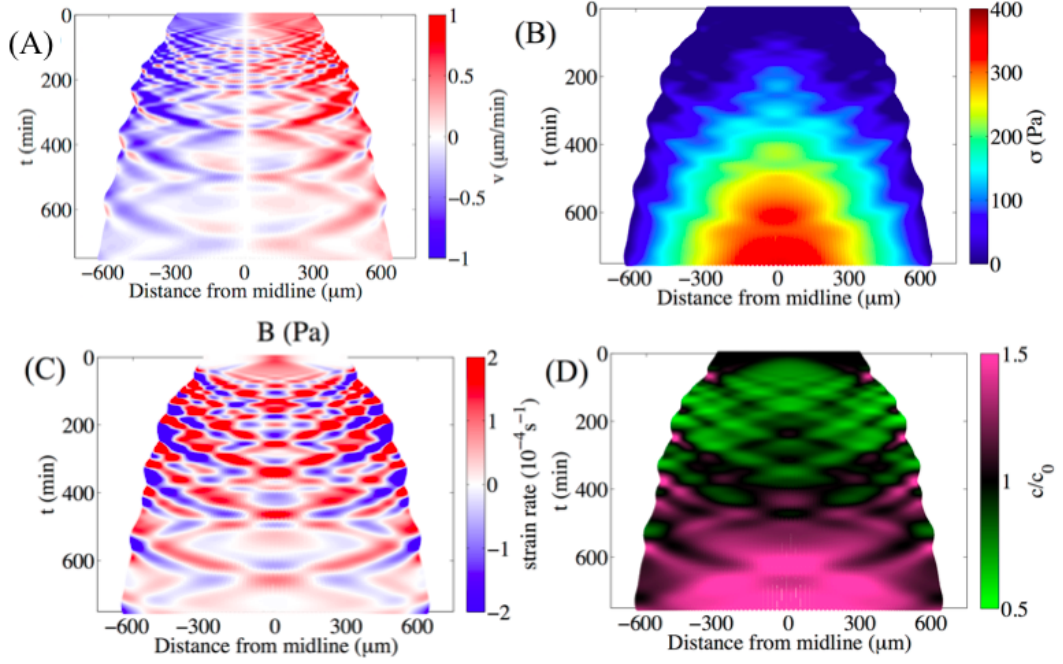 (A)
0
200
400
600
t (min)
−600 −300 0 300 600
Distance from midline (μm)
1
0.5
0
−0.5
−1
v (μm/min)
(B)
0
200
400
600
t (min)
−600 −300 0 300 600
Distance from midline (μm)
400
300
200
100
0
σ (Pa)
B (Pa)
(C)
0
200
400
600
t (min)
−600 −300 0 300 600
Distance from midline (μm)
2
1
0
−1
−2
strain rate (10⁻⁴ s⁻¹)
(D)
0
200
400
600
t (min)
−600 −300 0 300 600
Distance from midline (μm)
1.5
1
0.5
c/c₀